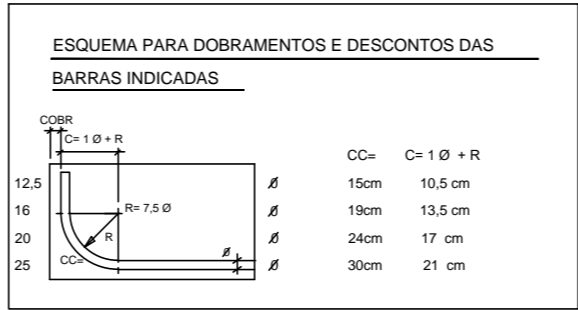 ESQUEMA PARA DOBRAMENTOS E DESCONTOS DAS
BARRAS INDICADAS
COBR
C= 1 Ø + R
CC= C= 1 Ø + R
12,5 Ø 15cm 10,5 cm
16 R= 7,5 Ø Ø 19cm 13,5 cm
20 R Ø Ø 24cm 17 cm
25 CC= Ø 30cm 21 cm